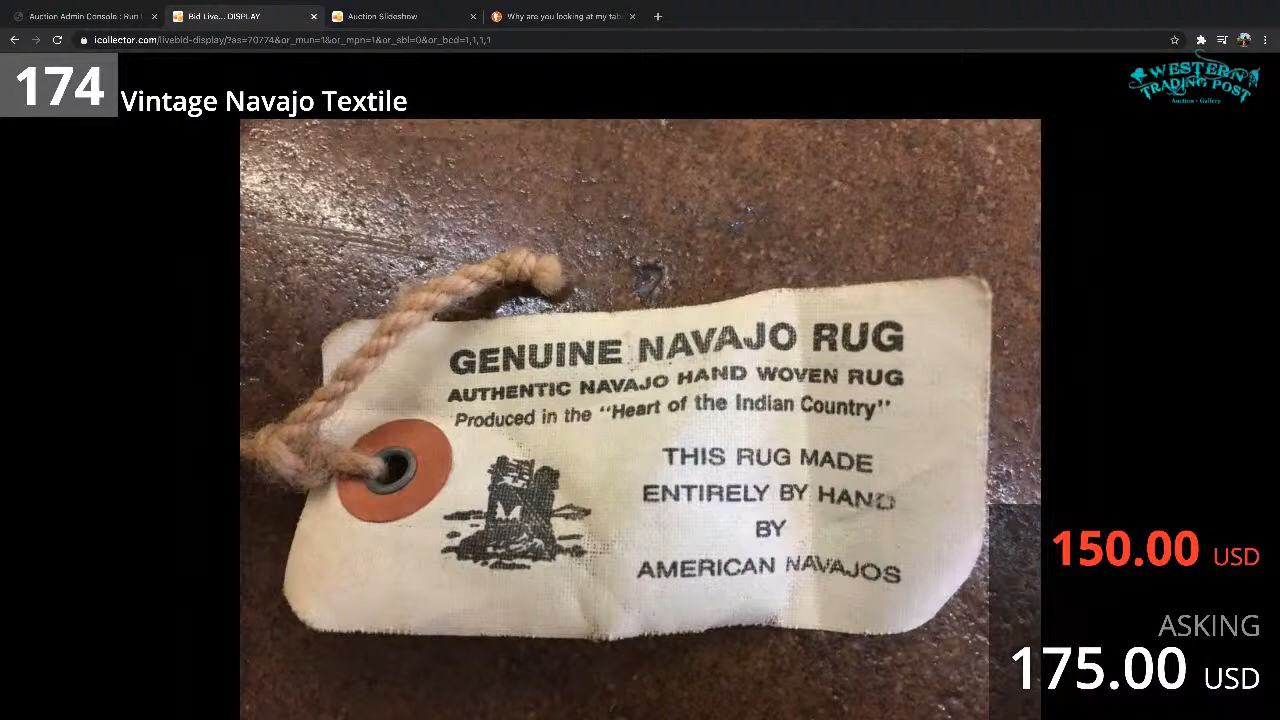 Auction Admin Console : Run l
Bid Live... DISPLAY
Auction Slideshow
Why are you looking at my tabl
icollector.com/livebid-display/?as=70774&or_mun=1&or_mpn=1&or_sbl=0&or_bcd=1,1,1,1
174
Vintage Navajo Textile
WESTERN
TRADING POST
Auction • Gallery
GENUINE NAVAJO RUG
AUTHENTIC NAVAJO HAND WOVEN RUG
Produced in the "Heart of the Indian Country"
THIS RUG MADE
ENTIRELY BY HAND
BY
AMERICAN NAVAJOS
150.00 USD
ASKING
175.00 USD